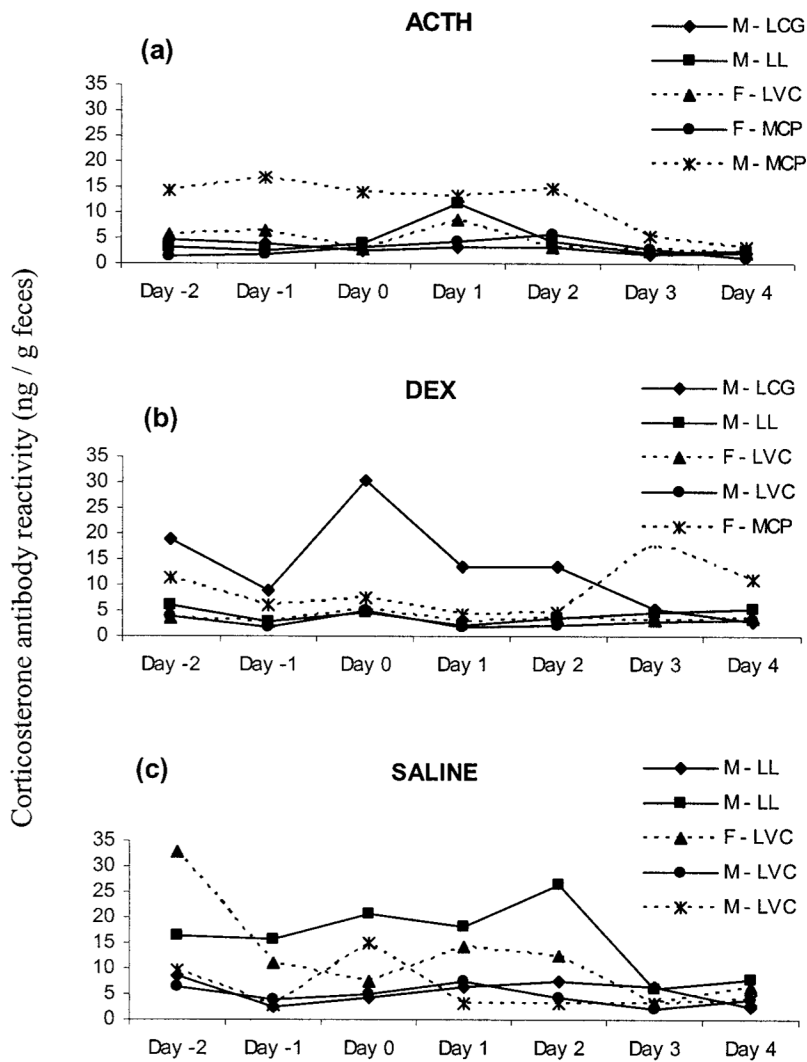 Corticosterone antibody reactivity (ng / g feces)
ACTH
(a)
M - LCG
M - LL
F - LVC
F - MCP
M - MCP
35
30
25
20
15
10
5
0
Day -2 Day -1 Day 0 Day 1 Day 2 Day 3 Day 4
DEX
(b)
M - LCG
M - LL
F - LVC
M - LVC
F - MCP
35
30
25
20
15
10
5
0
Day -2 Day -1 Day 0 Day 1 Day 2 Day 3 Day 4
SALINE
(c)
M - LL
M - LL
F - LVC
M - LVC
M - LVC
35
30
25
20
15
10
5
0
Day -2 Day -1 Day 0 Day 1 Day 2 Day 3 Day 4